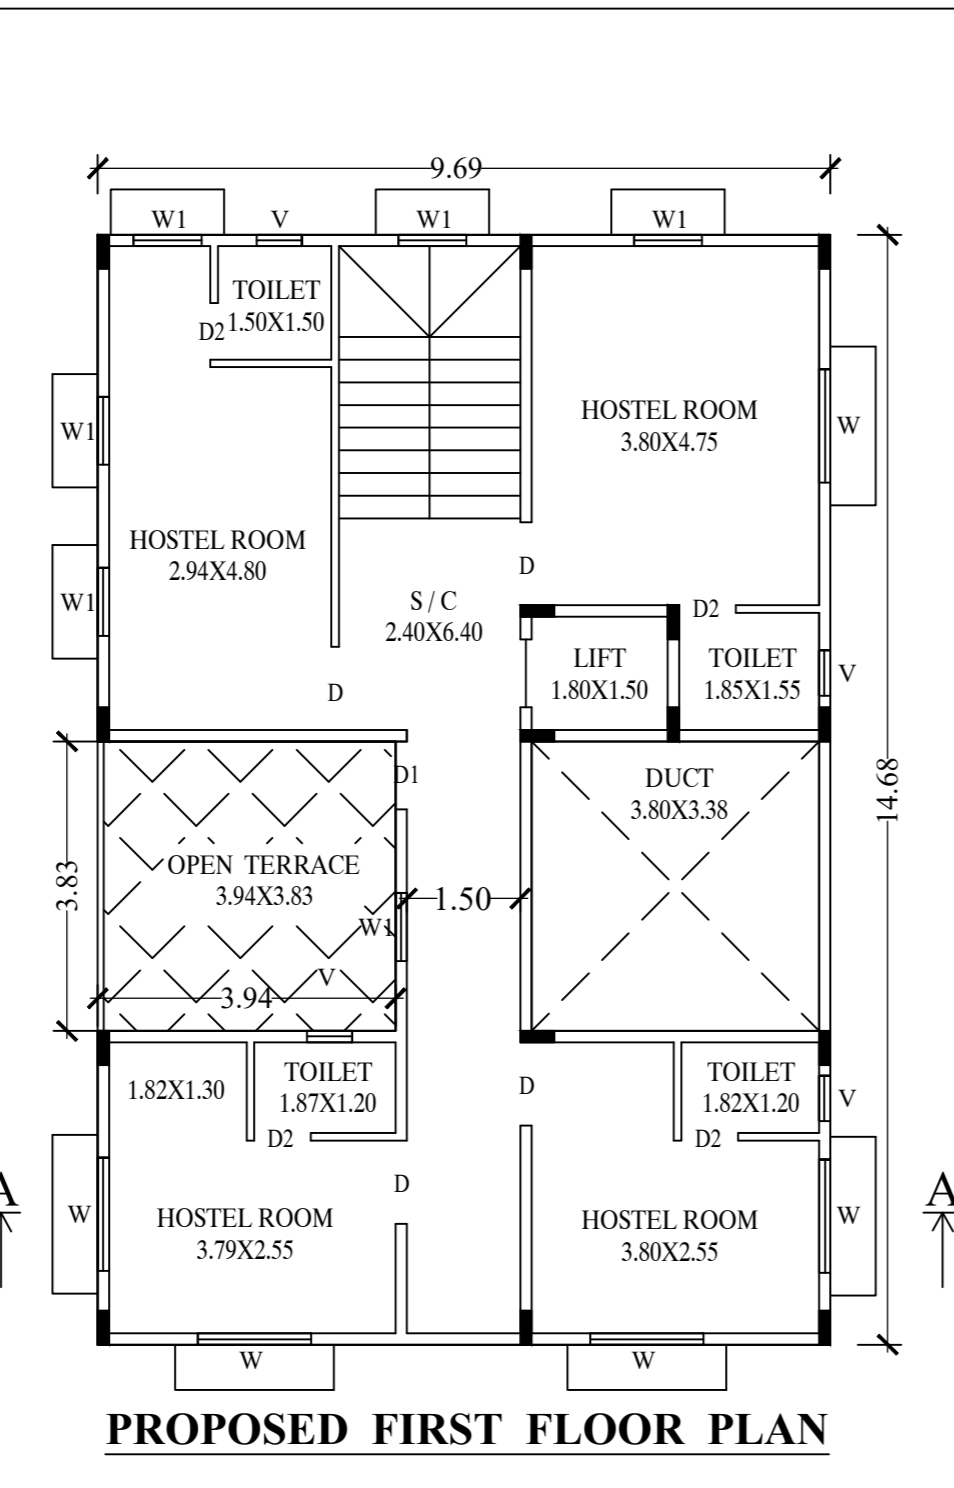 9.69
W1
V
W1
W1
TOILET
1.50X1.50
D2
HOSTEL ROOM
3.80X4.75
W
W1
HOSTEL ROOM
2.94X4.80
D
W1
S / C
2.40X6.40
D2
LIFT
1.80X1.50
TOILET
1.85X1.55
V
D
D1
DUCT
3.80X3.38
14.68
3.83
OPEN TERRACE
3.94X3.83
1.50
W1
V
3.94
1.82X1.30
TOILET
1.87X1.20
D
TOILET
1.82X1.20
V
D2
D2
D
A
A
W
HOSTEL ROOM
3.79X2.55
HOSTEL ROOM
3.80X2.55
W
W
W
PROPOSED FIRST FLOOR PLAN